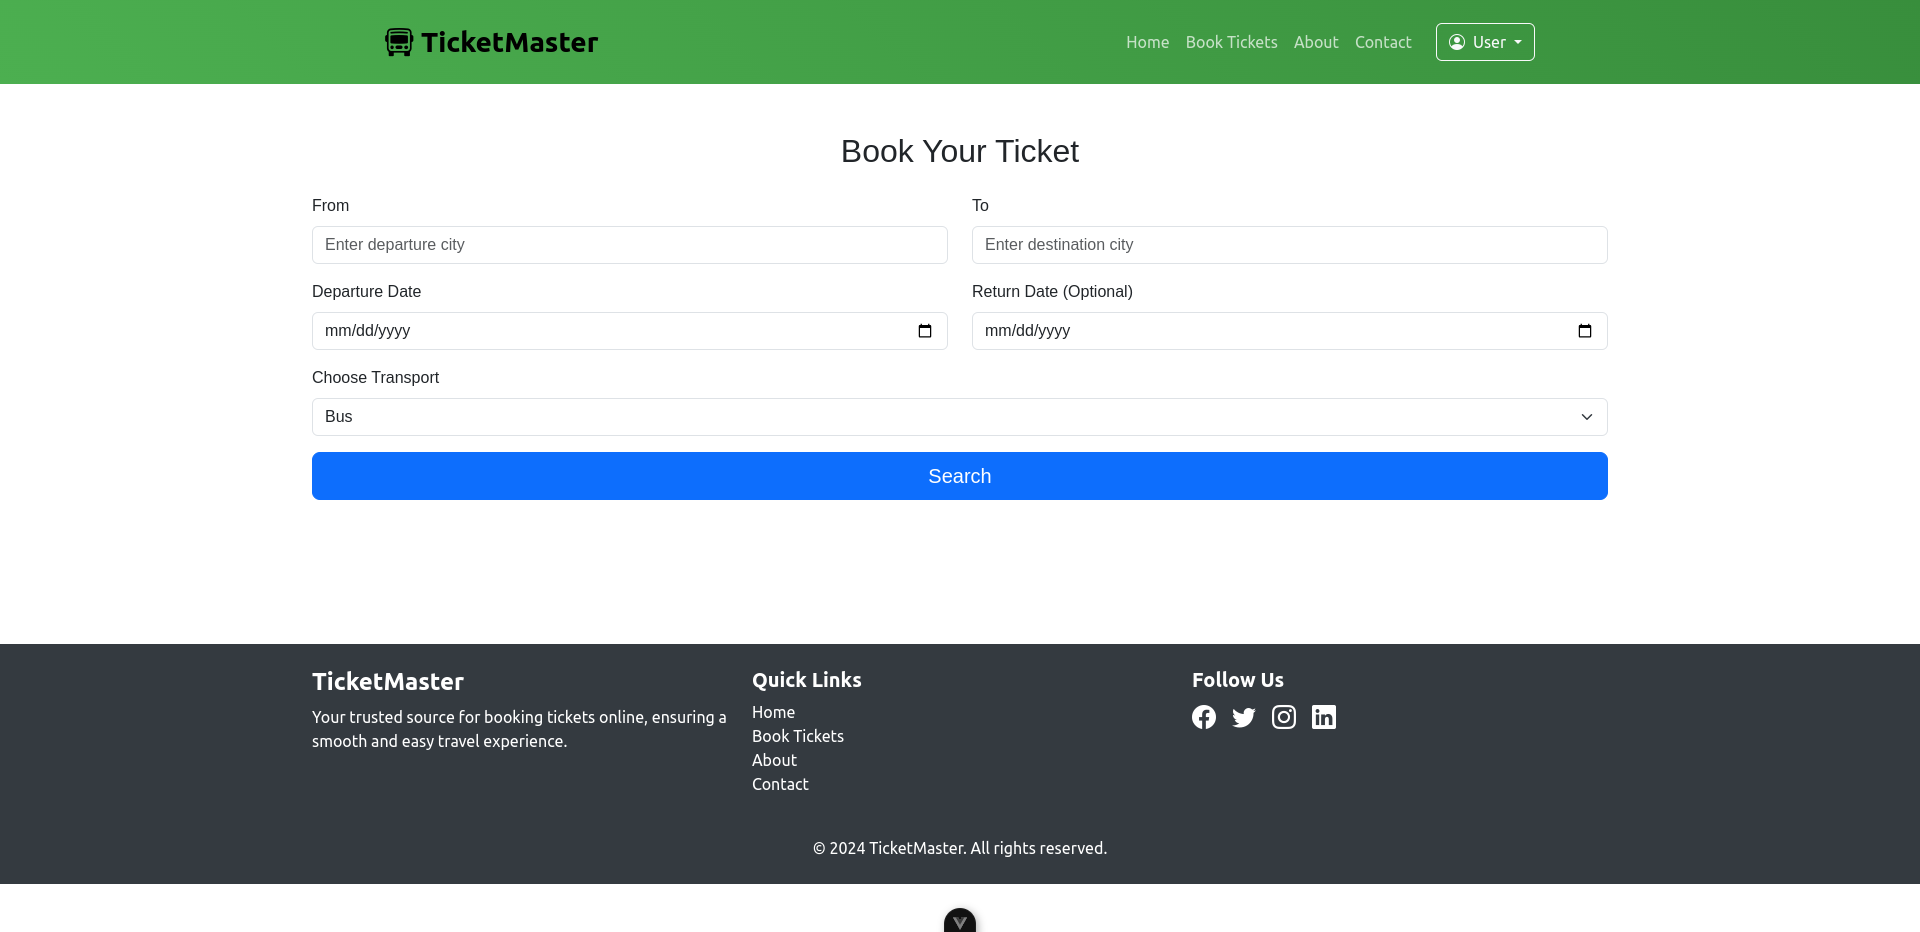 TicketMaster
Home Book Tickets About Contact User
Book Your Ticket
From To
Enter departure city Enter destination city
Departure Date Return Date (Optional)
mm/dd/yyyy mm/dd/yyyy
Choose Transport
Bus
Search
TicketMaster
Your trusted source for booking tickets online, ensuring a
smooth and easy travel experience.
Quick Links
Home
Book Tickets
About
Contact
Follow Us
© 2024 TicketMaster. All rights reserved.